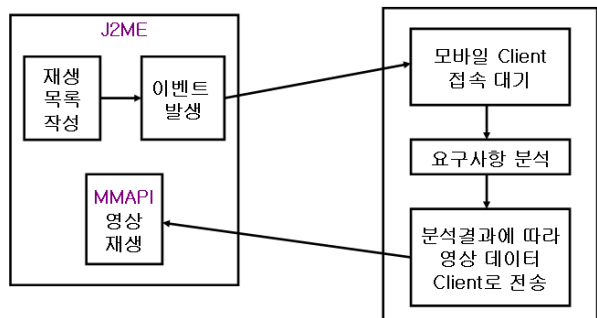 J2ME
재생
목록
작성
이벤트
발생
MMAPI
영상
재생
모바일 Client
접속 대기
요구사항 분석
분석결과에 따라
영상 데이터
Client로 전송